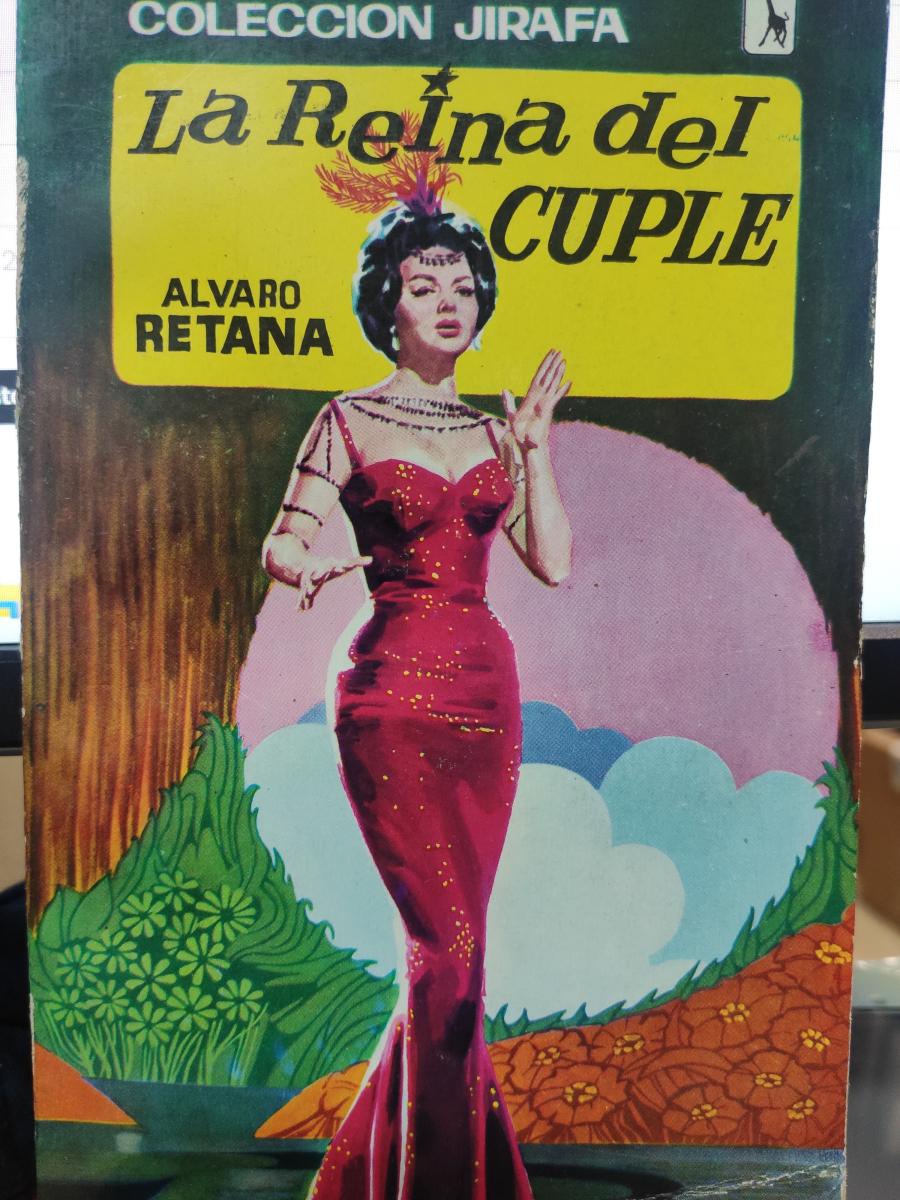 COLECCION JIRAFA
La Reina del
CUPLE
ALVARO
RETANA